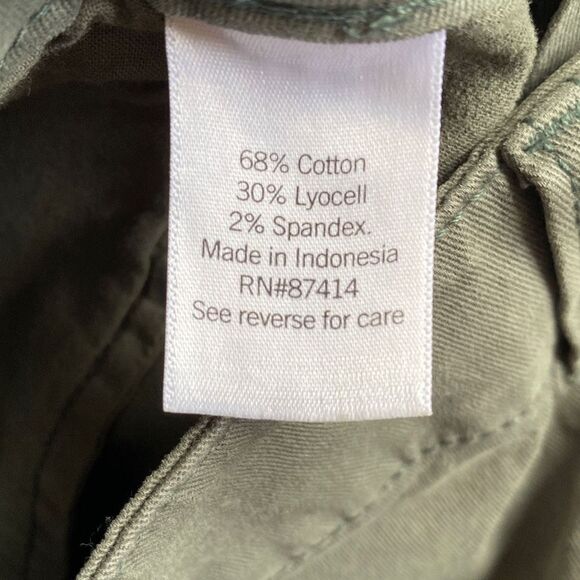 68% Cotton
30% Lyocell
2% Spandex.
Made in Indonesia
RN#87414
See reverse for care